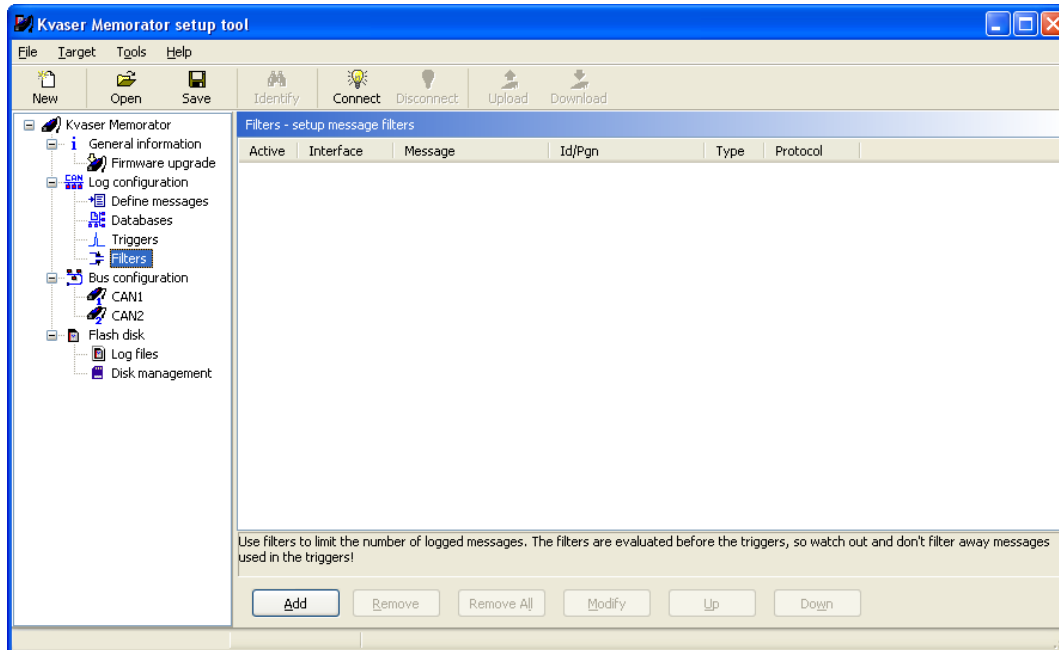 Kvaser Memorator setup tool
File Target Tools Help
New Open Save Identify Connect Disconnect Upload Download
Kvaser Memorator
General information
Firmware upgrade
CAN Log configuration
Define messages
Databases
Triggers
Filters
Bus configuration
1 CAN1
2 CAN2
Flash disk
Log files
Disk management
Filters - setup message filters
Active Interface Message Id/Pgn Type Protocol
Use filters to limit the number of logged messages. The filters are evaluated before the triggers, so watch out and don't filter away messages
used in the triggers!
Add Remove Remove All Modify Up Down